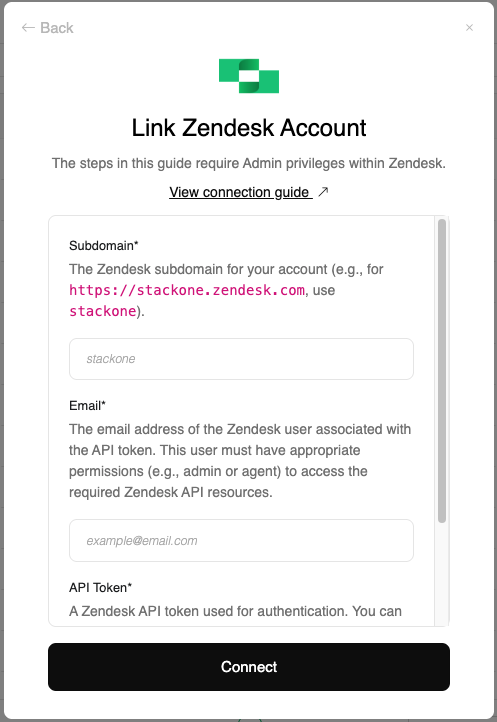 ← Back
×
Link Zendesk Account
The steps in this guide require Admin privileges within Zendesk.
View connection guide ↗
Subdomain*
The Zendesk subdomain for your account (e.g., for
https://stackone.zendesk.com, use
stackone).
stackone
Email*
The email address of the Zendesk user associated with
the API token. This user must have appropriate
permissions (e.g., admin or agent) to access the
required Zendesk API resources.
example@email.com
API Token*
A Zendesk API token used for authentication. You can
Connect